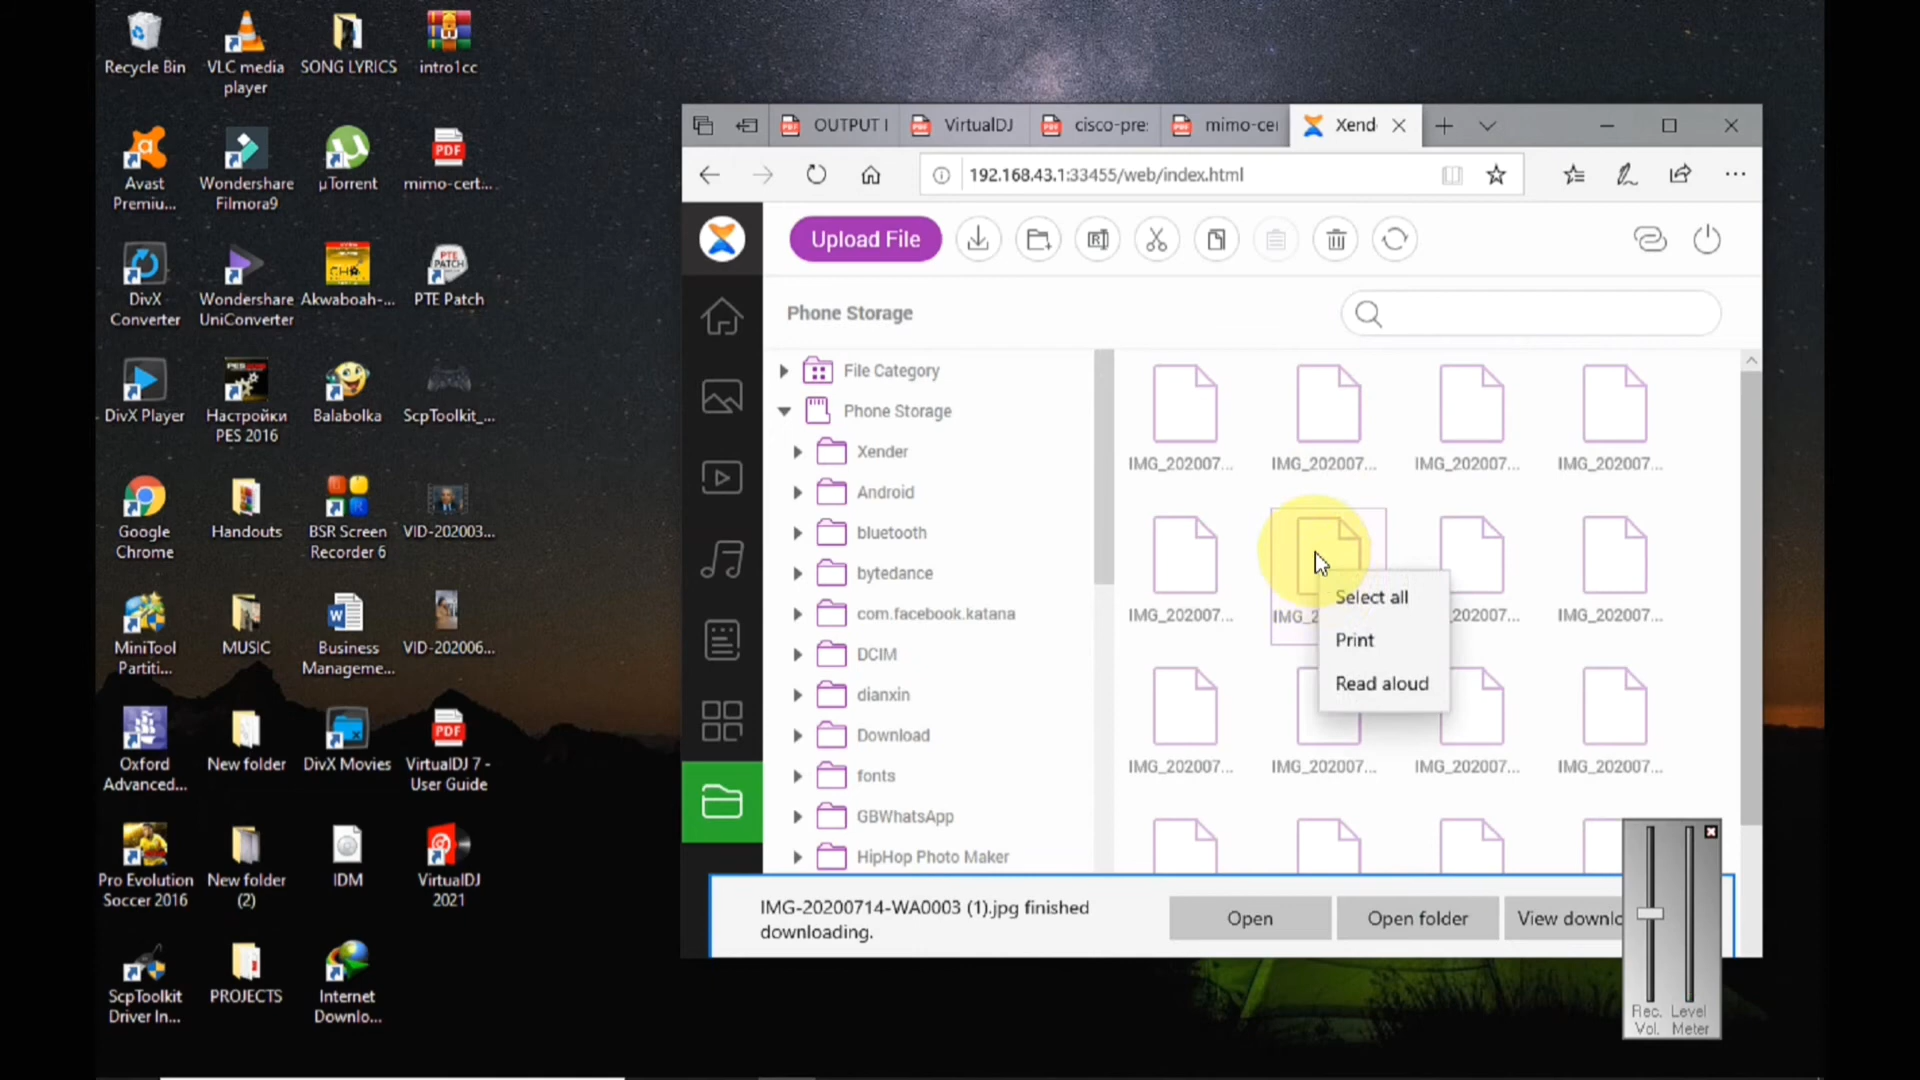 Recycle Bin
VLC media
player
SONG LYRICS
intro1cc
Avast
Premiu...
Wondershare
Filmora9
µTorrent
PDF
mimo-cert...
DivX
Converter
Wondershare
UniConverter
Akwaboah-...
PTE
PATCH
PTE Patch
DivX Player
Настройки
PES 2016
Balabolka
ScpToolkit_...
Google
Chrome
Handouts
BSR Screen
Recorder 6
VID-202003...
MiniTool
Partiti...
MUSIC
Business
Manageme...
VID-202006...
Oxford
Advanced...
New folder
DivX Movies
PDF
VirtualDJ 7 -
User Guide
Pro Evolution
Soccer 2016
New folder
(2)
IDM
VirtualDJ
2021
ScpToolkit
Driver In...
PROJECTS
Internet
Downlo...
OUTPUT I
VirtualDJ
cisco-pre:
mimo-cer
Xend
192.168.43.1:33455/web/index.html
Upload File
Phone Storage
File Category
Phone Storage
Xender
Android
bluetooth
bytedance
com.facebook.katana
DCIM
dianxin
Download
fonts
GBWhatsApp
HipHop Photo Maker
IMG_202007... IMG_202007... IMG_202007... IMG_202007...
IMG_202007... IMG_2 _202007... IMG_202007...
IMG_202007... IMG_202007... IMG_202007... IMG_202007...
Select all
Print
Read aloud
IMG-20200714-WA0003 (1).jpg finished
downloading.
Open
Open folder
View downlo
Rec. Level
Vol. Meter